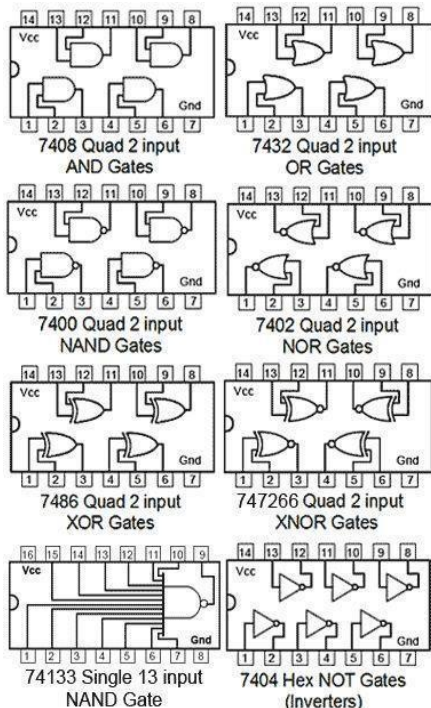 14 13 12 11 10 9 8
Vcc
Gnd
1 2 3 4 5 6 7
7408 Quad 2 input
AND Gates
14 13 12 11 10 9 8
Vcc
Gnd
1 2 3 4 5 6 7
7432 Quad 2 input
OR Gates
14 13 12 11 10 9 8
Vcc
Gnd
1 2 3 4 5 6 7
7400 Quad 2 input
NAND Gates
14 13 12 11 10 9 8
Vcc
Gnd
1 2 3 4 5 6 7
7402 Quad 2 input
NOR Gates
14 13 12 11 10 9 8
Vcc
Gnd
1 2 3 4 5 6 7
7486 Quad 2 input
XOR Gates
14 13 12 11 10 9 8
Vcc
Gnd
1 2 3 4 5 6 7
747266 Quad 2 input
XNOR Gates
16 15 14 13 12 11 10 9
Vcc
Gnd
1 2 3 4 5 6 7 8
74133 Single 13 input
NAND Gate
14 13 12 11 10 9 8
Vcc
Gnd
1 2 3 4 5 6 7
7404 Hex NOT Gates
(Inverters)